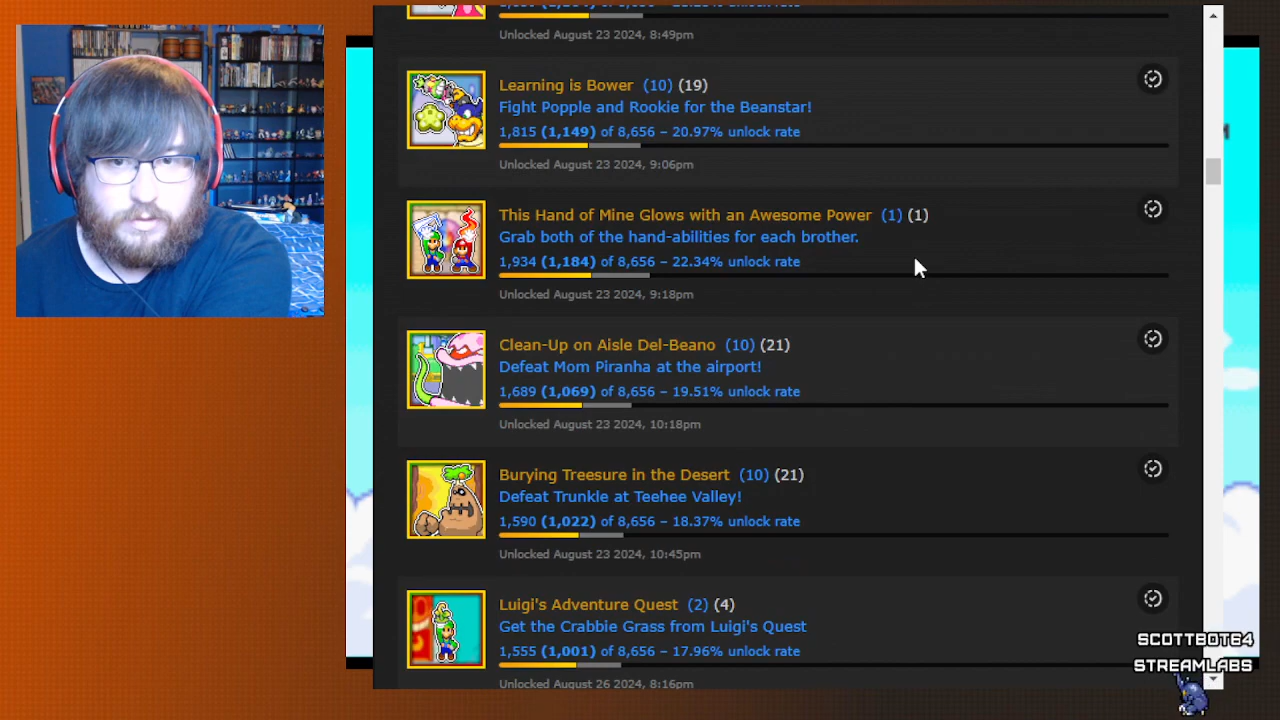 Unlocked August 23 2024, 8:49pm
Learning is Bower (10) (19)
Fight Popple and Rookie for the Beanstar!
1,815 (1,149) of 8,656 – 20.97% unlock rate
Unlocked August 23 2024, 9:06pm
This Hand of Mine Glows with an Awesome Power (1) (1)
Grab both of the hand-abilities for each brother.
1,934 (1,184) of 8,656 – 22.34% unlock rate
Unlocked August 23 2024, 9:18pm
Clean-Up on Aisle Del-Beano (10) (21)
Defeat Mom Piranha at the airport!
1,689 (1,069) of 8,656 – 19.51% unlock rate
Unlocked August 23 2024, 10:18pm
Burying Treesure in the Desert (10) (21)
Defeat Trunkle at Teehee Valley!
1,590 (1,022) of 8,656 – 18.37% unlock rate
Unlocked August 23 2024, 10:45pm
Luigi's Adventure Quest (2) (4)
Get the Crabbie Grass from Luigi's Quest
1,555 (1,001) of 8,656 – 17.96% unlock rate
Unlocked August 26 2024, 8:16pm
SCOTTBOT64
STREAMLABS